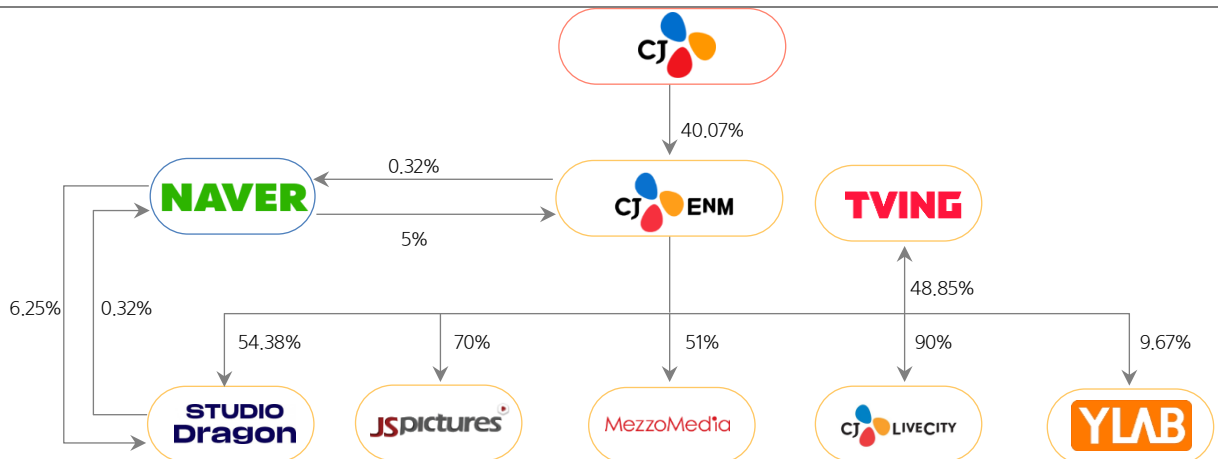 CJ
40.07%
0.32%
NAVER
CJ ENM
TVING
5%
48.85%
6.25%
0.32%
54.38%
70%
51%
90%
9.67%
STUDIO
Dragon
JSpictures
MezzoMedia
CJ LIVECITY
YLAB